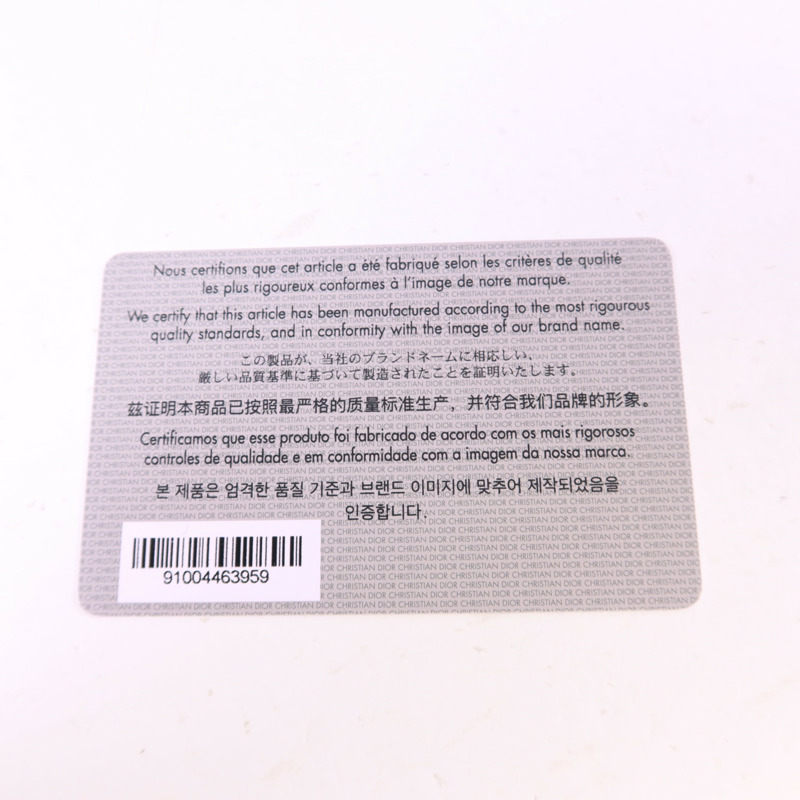 Nous certifions que cet article a été fabriqué selon les critères de qualité
les plus rigoureux conformes à l'image de notre marque.
We certify that this article has been manufactured according to the most rigourous
quality standards, and in conformity with the image of our brand name.
この製品が、当社のブランドネームに相応しい、
厳しい品質基準に基づいて製造されたことを証明いたします。
兹证明本商品已按照最严格的质量标准生产，并符合我们品牌的形象。
Certificamos que esse produto foi fabricado de acordo com os mais rigorosos
controles de qualidade e em conformidade com a imagem da nossa marca.
본 제품은 엄격한 품질 기준과 브랜드 이미지에 맞추어 제작되었음을
인증합니다.
91004463959
CHRISTIAN DIOR